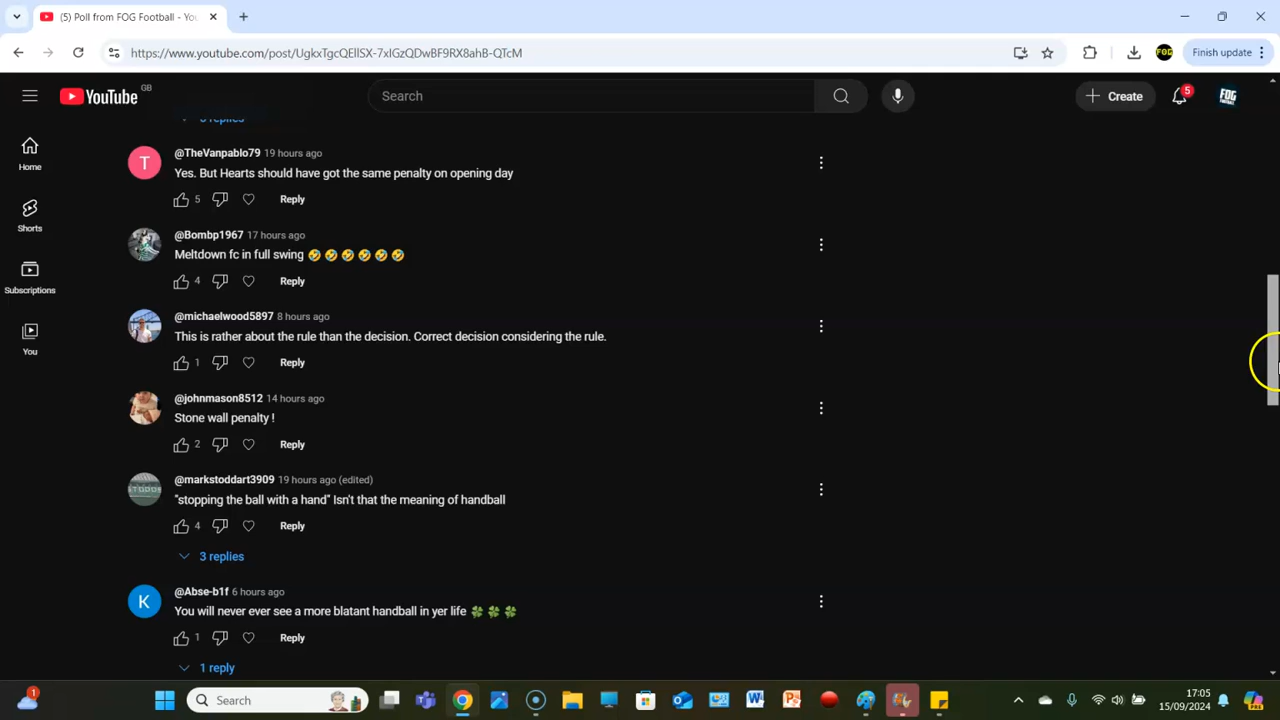 (5) Poll from FOG Football - You
https://www.youtube.com/post/UgkxTgcQEllSX-7xlGzQDwBF9RX8ahB-QTcM
FOG
Finish update
YouTube GB
Search
Create
5
FOG
Home
Shorts
Subscriptions
You
@TheVanpablo79 19 hours ago
Yes. But Hearts should have got the same penalty on opening day
5 Reply
@Bombp1967 17 hours ago
Meltdown fc in full swing 🤣🤣🤣🤣🤣🤣
4 Reply
@michaelwood5897 8 hours ago
This is rather about the rule than the decision. Correct decision considering the rule.
1 Reply
@johnmason8512 14 hours ago
Stone wall penalty !
2 Reply
@markstoddart3909 19 hours ago (edited)
"stopping the ball with a hand" Isn't that the meaning of handball
4 Reply
3 replies
@Abse-b1f 6 hours ago
You will never ever see a more blatant handball in yer life 🍀🍀🍀
1 Reply
1 reply
T
K
1
Search
17:05
15/09/2024